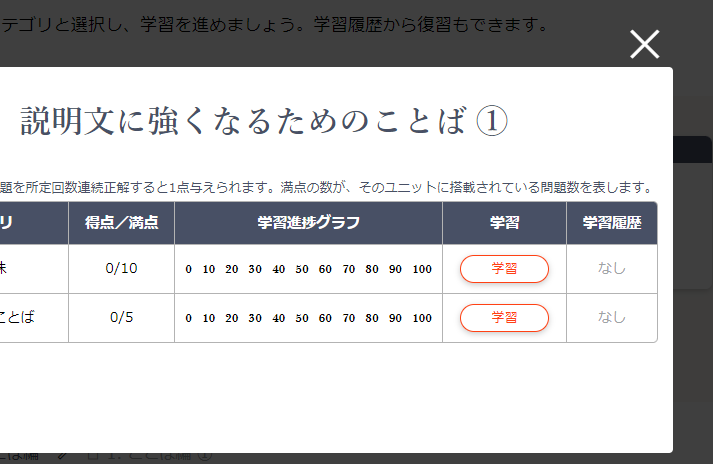 テゴリと選択し、学習を進めましょう。学習履歴から復習もできます。
説明文に強くなるためのことば ①
題を所定回数連続正解すると1点与えられます。満点の数が、そのユニットに搭載されている問題数を表します。
リ 得点／満点 学習進捗グラフ 学習 学習履歴
0/10 0 10 20 30 40 50 60 70 80 90 100 学習 なし
ことば 0/5 0 10 20 30 40 50 60 70 80 90 100 学習 なし